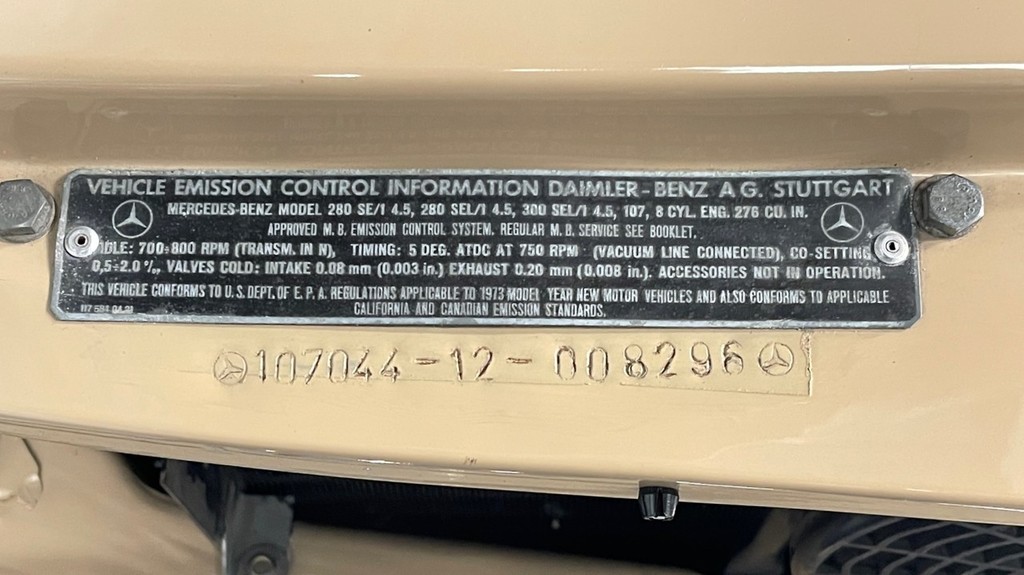 VEHICLE EMISSION CONTROL INFORMATION DAIMLER-BENZ A.G. STUTTGART
MERCEDES-BENZ MODEL 280 SE/1 4.5, 280 SEL/1 4.5, 300 SEL/1 4.5, 107, 8 CYL. ENG. 276 CU. IN.
APPROVED M.B. EMISSION CONTROL SYSTEM. REGULAR M.B. SERVICE SEE BOOKLET.
IDLE: 700÷800 RPM (TRANSM. IN N), TIMING: 5 DEG. ATDC AT 750 RPM (VACUUM LINE CONNECTED), CO-SETTING
0,5÷2.0 %, VALVES COLD: INTAKE 0.08 mm (0.003 in.) EXHAUST 0.20 mm (0.008 in.). ACCESSORIES NOT IN OPERATION.
THIS VEHICLE CONFORMS TO U.S. DEPT. OF E.P.A. REGULATIONS APPLICABLE TO 1973 MODEL YEAR NEW MOTOR VEHICLES AND ALSO CONFORMS TO APPLICABLE
CALIFORNIA AND CANADIAN EMISSION STANDARDS.
107044-12-008296